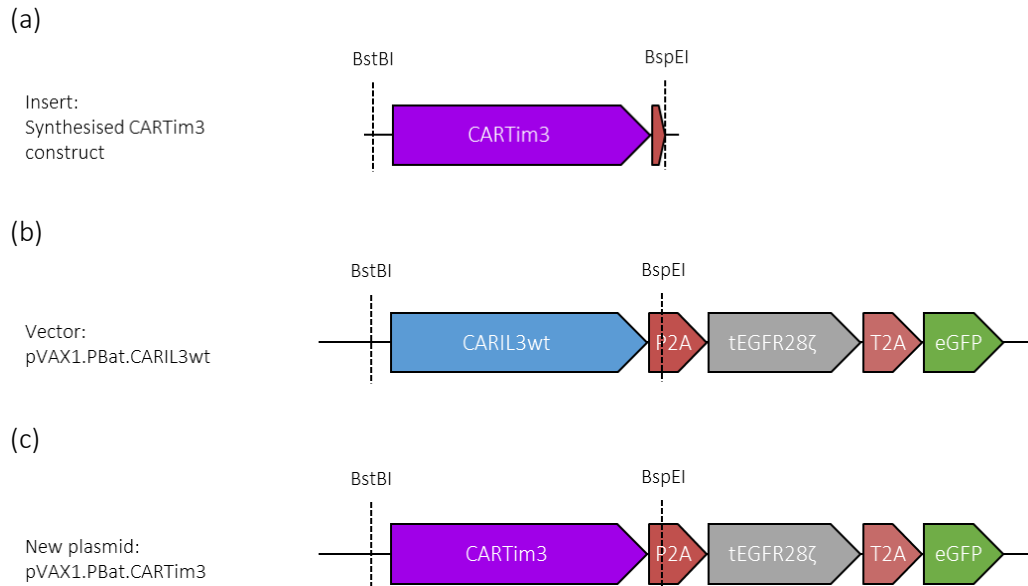 (a)
BstBI
BspEI
Insert:
Synthesised CARTim3
construct
CARTim3
(b)
BstBI
BspEI
Vector:
pVAX1.PBat.CARIL3wt
CARIL3wt
P2A
tEGFR28ζ
T2A
eGFP
(c)
BstBI
BspEI
New plasmid:
pVAX1.PBat.CARTim3
CARTim3
P2A
tEGFR28ζ
T2A
eGFP